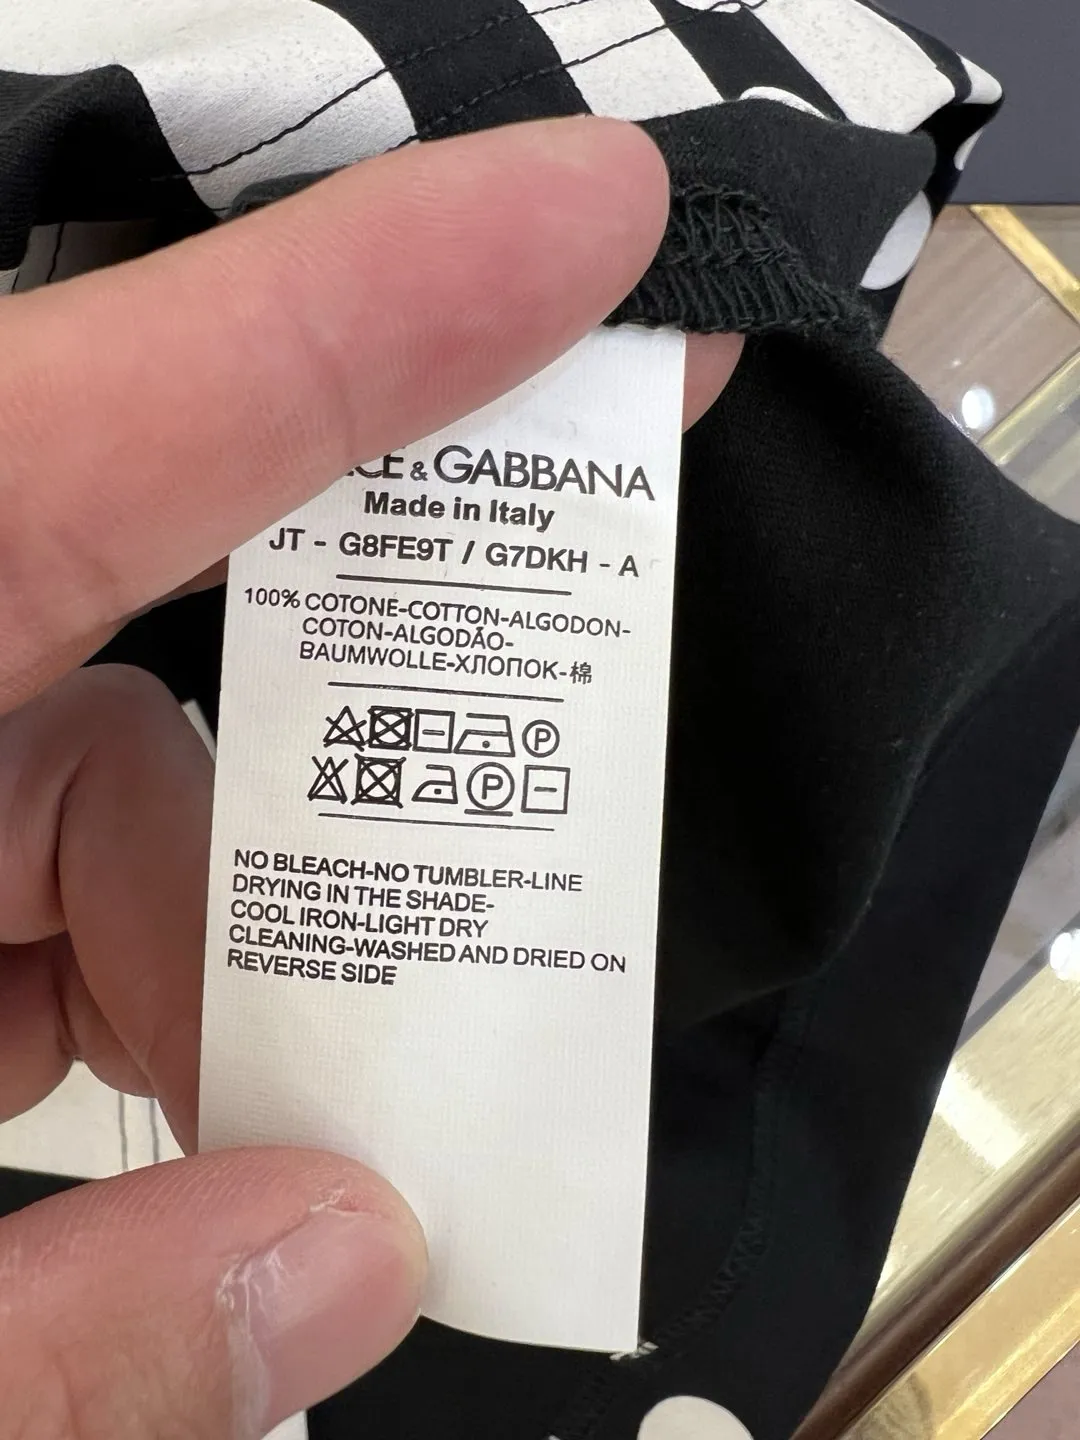 & GABBANA
Made in Italy
JT - G8FE9T / G7DKH - A
100% COTONE-COTTON-ALGODON-
COTON-ALGODÃO-
BAUMWOLLE-ХЛОПОК-棉
P
P
NO BLEACH-NO TUMBLER-LINE
DRYING IN THE SHADE-
COOL IRON-LIGHT DRY
CLEANING-WASHED AND DRIED ON
REVERSE SIDE